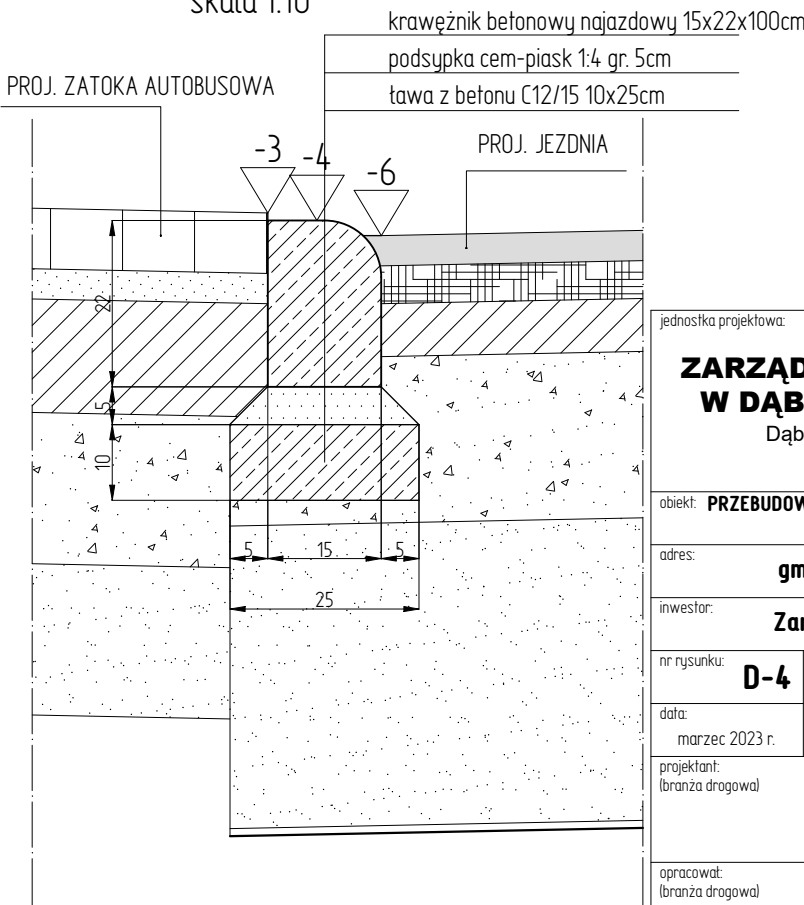 skala 1:10
krawężnik betonowy najazdowy 15x22x100cm
podsypka cem-piask 1:4 gr. 5cm
ława z betonu C12/15 10x25cm
PROJ. ZATOKA AUTOBUSOWA
PROJ. JEZDNIA
-3
-4
-6
22
5
10
5
15
5
25
jednostka projektowa:
ZARZĄD
W DĄB
Dąb
obiekt: PRZEBUDOW
adres:
gm
inwestor:
Zar
nr rysunku:
D-4
data:
marzec 2023 r.
projektant:
(branża drogowa)
opracował:
(branża drogowa)